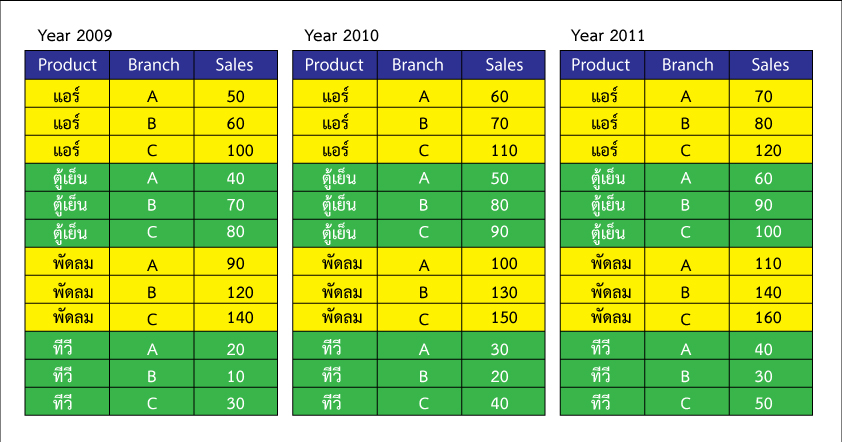 Year 2009 Year 2010 Year 2011
Product Branch Sales Product Branch Sales Product Branch Sales
แอร์ A 50 แอร์ A 60 แอร์ A 70
แอร์ B 60 แอร์ B 70 แอร์ B 80
แอร์ C 100 แอร์ C 110 แอร์ C 120
ตู้เย็น A 40 ตู้เย็น A 50 ตู้เย็น A 60
ตู้เย็น B 70 ตู้เย็น B 80 ตู้เย็น B 90
ตู้เย็น C 80 ตู้เย็น C 90 ตู้เย็น C 100
พัดลม A 90 พัดลม A 100 พัดลม A 110
พัดลม B 120 พัดลม B 130 พัดลม B 140
พัดลม C 140 พัดลม C 150 พัดลม C 160
ทีวี A 20 ทีวี A 30 ทีวี A 40
ทีวี B 10 ทีวี B 20 ทีวี B 30
ทีวี C 30 ทีวี C 40 ทีวี C 50